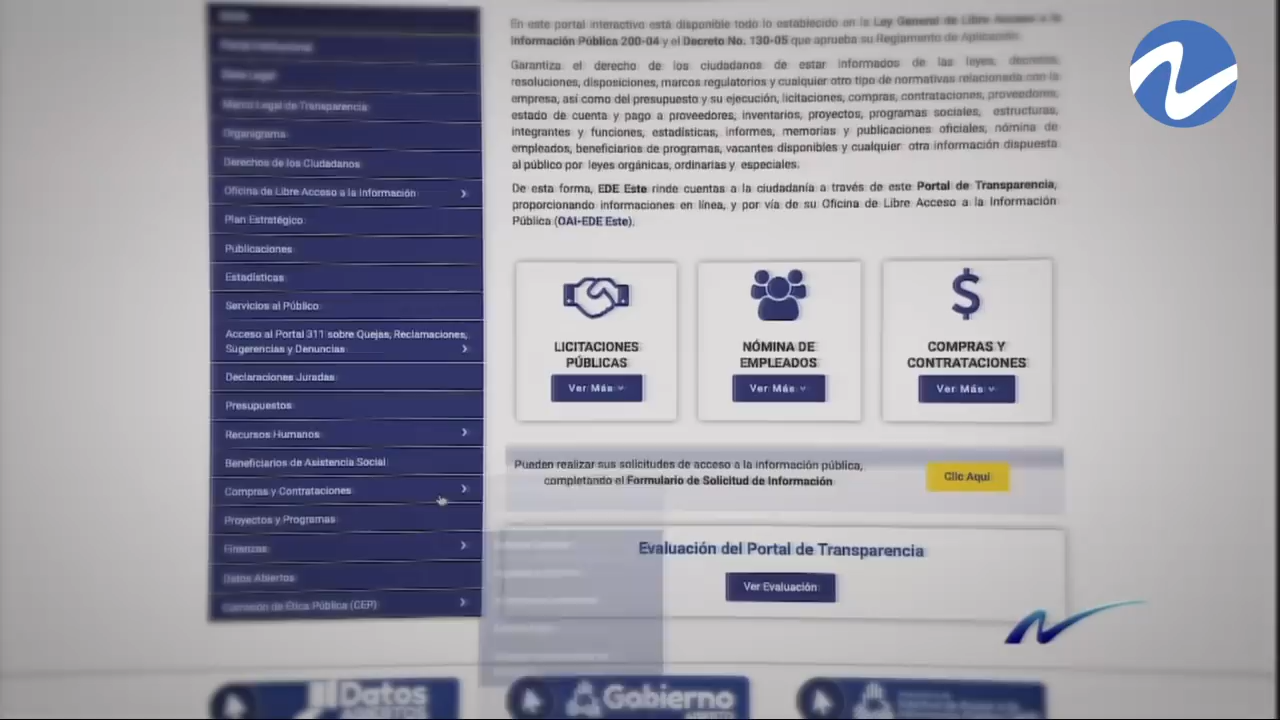 Inicio
Portal Institucional
Base Legal
Marco Legal de Transparencia
Organigrama
Derechos de los Ciudadanos
Oficina de Libre Acceso a la Información
Plan Estratégico
Publicaciones
Estadísticas
Servicios al Público
Acceso al Portal 311 sobre Quejas, Reclamaciones,
Sugerencias y Denuncias
Declaraciones Juradas
Presupuestos
Recursos Humanos
Beneficiarios de Asistencia Social
Compras y Contrataciones
Proyectos y Programas
Finanzas
Datos Abiertos
Comisión de Ética Pública (CEP)
En este portal interactivo está disponible todo lo establecido en la Ley General de Libre Acceso a la
Información Pública 200-04 y el Decreto No. 130-05 que aprueba su Reglamento de Aplicación.
Garantiza el derecho de los ciudadanos de estar informados de las leyes, decretos,
resoluciones, disposiciones, marcos regulatorios y cualquier otro tipo de normativas relacionada con la
empresa, así como del presupuesto y su ejecución, licitaciones, compras, contrataciones, proveedores,
estado de cuenta y pago a proveedores, inventarios, proyectos, programas sociales, estructuras,
integrantes y funciones, estadísticas, informes, memorias y publicaciones oficiales, nómina de
empleados, beneficiarios de programas, vacantes disponibles y cualquier otra información dispuesta
al público por leyes orgánicas, ordinarias y especiales.
De esta forma, EDE Este rinde cuentas a la ciudadanía a través de este Portal de Transparencia,
proporcionando informaciones en línea, y por vía de su Oficina de Libre Acceso a la Información
Pública (OAI-EDE Este).
LICITACIONES
PÚBLICAS
Ver Más
NÓMINA DE
EMPLEADOS
Ver Más
COMPRAS Y
CONTRATACIONES
Ver Más
Pueden realizar sus solicitudes de acceso a la información pública,
completando el Formulario de Solicitud de Información
Clic Aquí
Evaluación del Portal de Transparencia
Ver Evaluación
Datos
ABIERTOS
Gobierno
ABIERTO